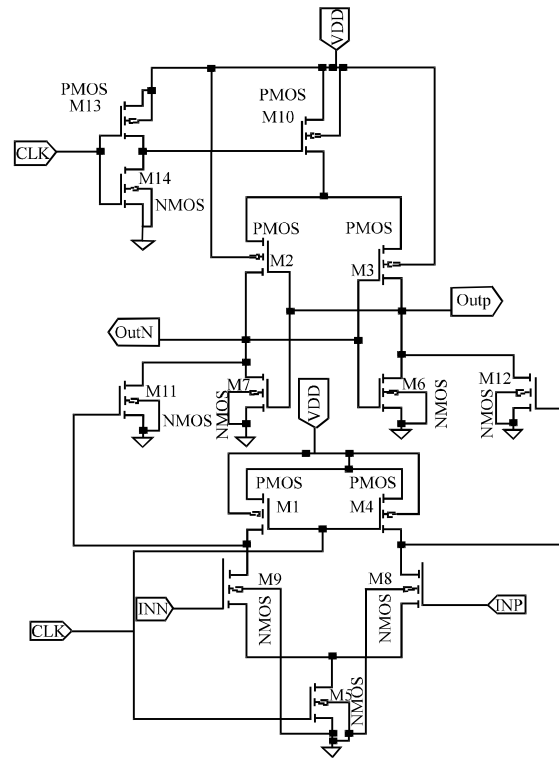 VDD
PMOS
M13
PMOS
M10
CLK
M14
NMOS
PMOS
M2
PMOS
M3
Outp
OutN
M11
NMOS
M7
NMOS
VDD
M6
NMOS
M12
NMOS
PMOS
M1
PMOS
M4
M9
NMOS
M8
NMOS
INN
INP
CLK
M5
NMOS